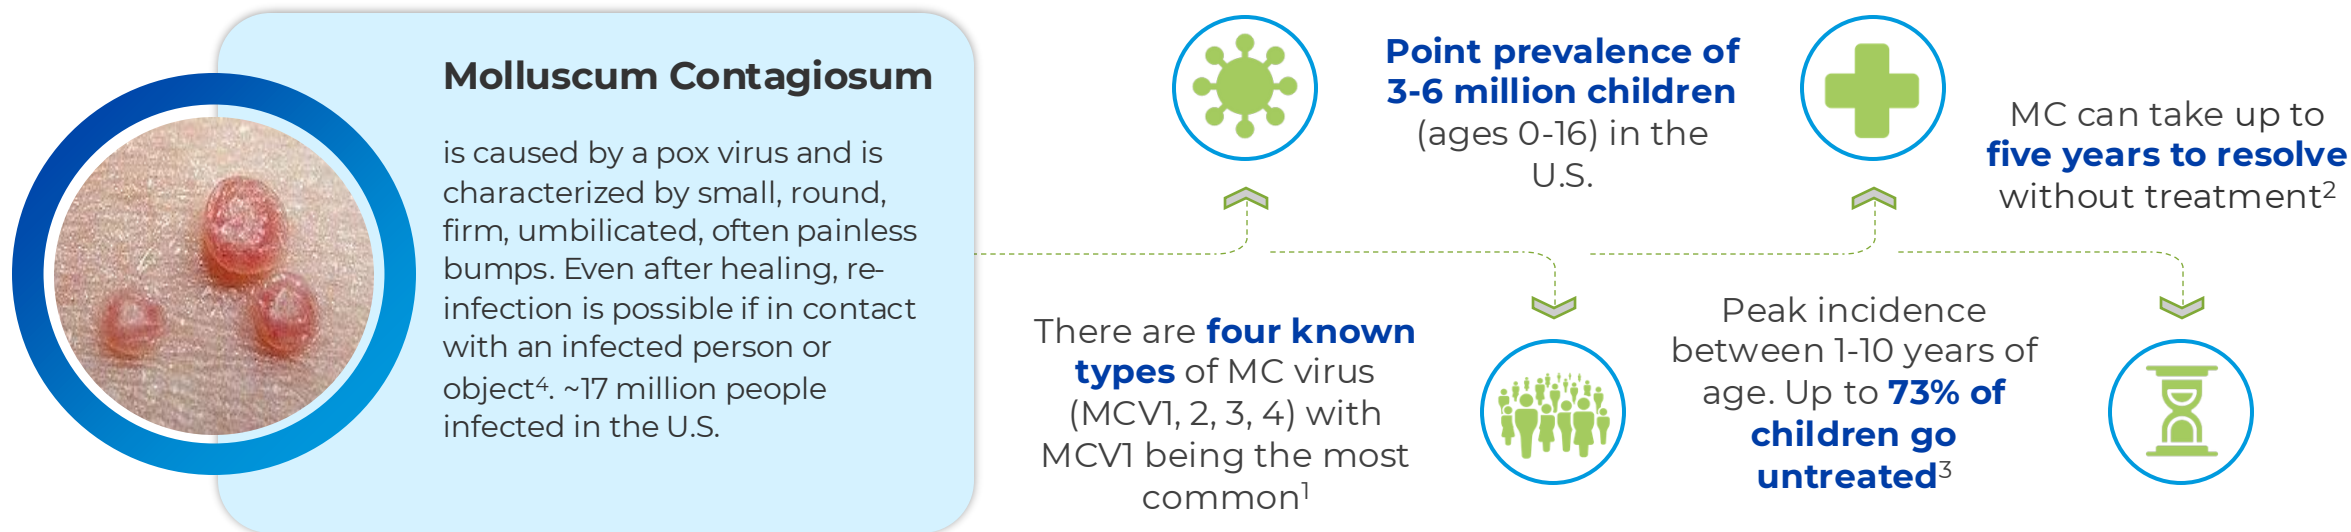 Molluscum Contagiosum
is caused by a pox virus and is
characterized by small, round,
firm, umbilicated, often painless
bumps. Even after healing, re-
infection is possible if in contact
with an infected person or
object⁴. ~17 million people
infected in the U.S.
There are four known
types of MC virus
(MCV1, 2, 3, 4) with
MCV1 being the most
common¹
Point prevalence of
3-6 million children
(ages 0-16) in the
U.S.
Peak incidence
between 1-10 years of
age. Up to 73% of
children go
untreated³
MC can take up to
five years to resolve
without treatment²